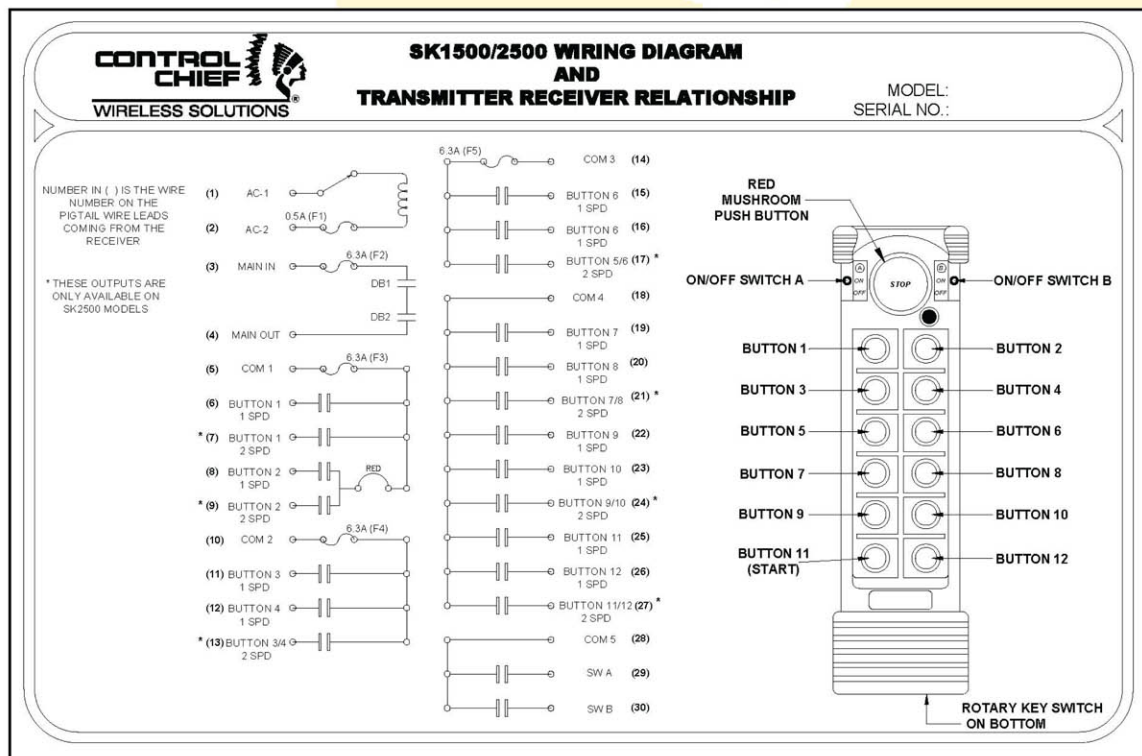 CONTROL
CHIEF
®
WIRELESS SOLUTIONS
SK1500/2500 WIRING DIAGRAM
AND
TRANSMITTER RECEIVER RELATIONSHIP
MODEL:
SERIAL NO.:
NUMBER IN ( ) IS THE WIRE
NUMBER ON THE
PIGTAIL WIRE LEADS
COMING FROM THE
RECEIVER
* THESE OUTPUTS ARE
ONLY AVAILABLE ON
SK2500 MODELS
(1) AC-1
(2) AC-2 0.5A (F1)
(3) MAIN IN 6.3A (F2)
DB1
DB2
(4) MAIN OUT
(5) COM 1 6.3A (F3)
(6) BUTTON 1
1 SPD
* (7) BUTTON 1
2 SPD
(8) BUTTON 2
1 SPD
RED
* (9) BUTTON 2
2 SPD
(10) COM 2 6.3A (F4)
(11) BUTTON 3
1 SPD
(12) BUTTON 4
1 SPD
* (13) BUTTON 3/4
2 SPD
6.3A (F5) COM 3 (14)
BUTTON 6 (15)
1 SPD
BUTTON 6 (16)
1 SPD
BUTTON 5/6 (17) *
2 SPD
COM 4 (18)
BUTTON 7 (19)
1 SPD
BUTTON 8 (20)
1 SPD
BUTTON 7/8 (21) *
2 SPD
BUTTON 9 (22)
1 SPD
BUTTON 10 (23)
1 SPD
BUTTON 9/10 (24) *
2 SPD
BUTTON 11 (25)
1 SPD
BUTTON 12 (26)
1 SPD
BUTTON 11/12 (27) *
2 SPD
COM 5 (28)
SW A (29)
SW B (30)
RED
MUSHROOM
PUSH BUTTON
ON/OFF SWITCH A
A
ON
OFF
STOP
B
ON
OFF
ON/OFF SWITCH B
BUTTON 1
BUTTON 2
BUTTON 3
BUTTON 4
BUTTON 5
BUTTON 6
BUTTON 7
BUTTON 8
BUTTON 9
BUTTON 10
BUTTON 11
(START)
BUTTON 12
ROTARY KEY SWITCH
ON BOTTOM